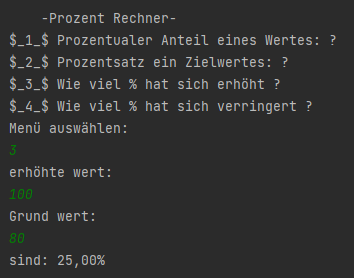 -Prozent Rechner-
$_1_$ Prozentualer Anteil eines Wertes: ?
$_2_$ Prozentsatz ein Zielwertes: ?
$_3_$ Wie viel % hat sich erhöht ?
$_4_$ Wie viel % hat sich verringert ?
Menü auswählen:
3
erhöhte wert:
100
Grund wert:
80
sind: 25,00%